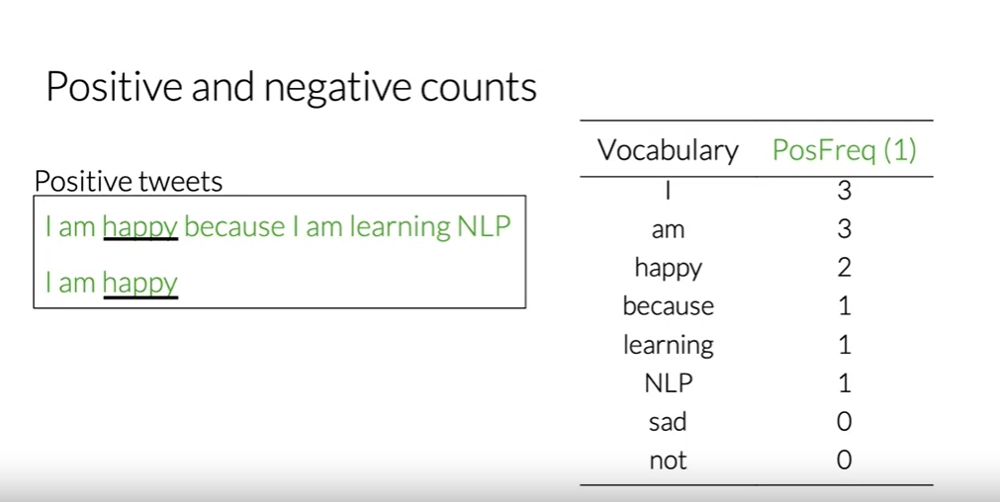 Positive and negative counts
Positive tweets
I am happy because I am learning NLP
I am happy
Vocabulary PosFreq (1)
I 3
am 3
happy 2
because 1
learning 1
NLP 1
sad 0
not 0